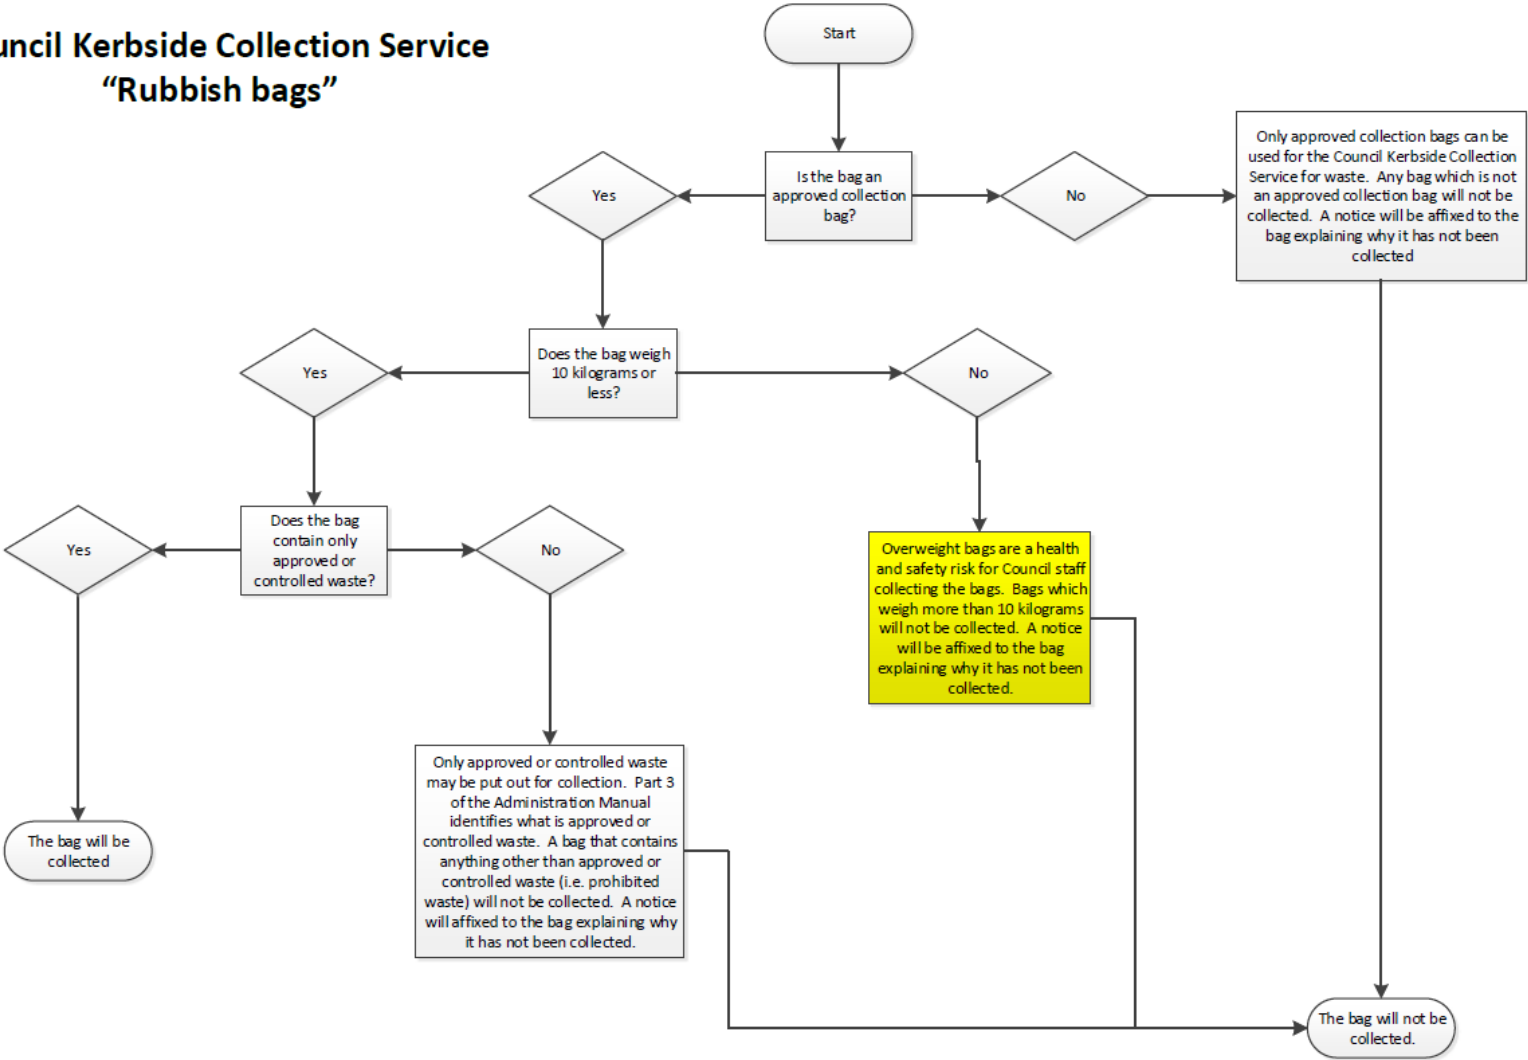 uncil Kerbside Collection Service
“Rubbish bags”
Start
Is the bag an
approved collection
bag?
Yes
No
Only approved collection bags can be
used for the Council Kerbside Collection
Service for waste. Any bag which is not
an approved collection bag will not be
collected. A notice will be affixed to the
bag explaining why it has not been
collected
Does the bag weigh
10 kilograms or
less?
Yes
No
Does the bag
contain only
approved or
controlled waste?
Yes
No
Overweight bags are a health
and safety risk for Council staff
collecting the bags. Bags which
weigh more than 10 kilograms
will not be collected. A notice
will be affixed to the bag
explaining why it has not been
collected.
Only approved or controlled waste
may be put out for collection. Part 3
of the Administration Manual
identifies what is approved or
controlled waste. A bag that contains
anything other than approved or
controlled waste (i.e. prohibited
waste) will not be collected. A notice
will affixed to the bag explaining why
it has not been collected.
The bag will be
collected
The bag will not be
collected.